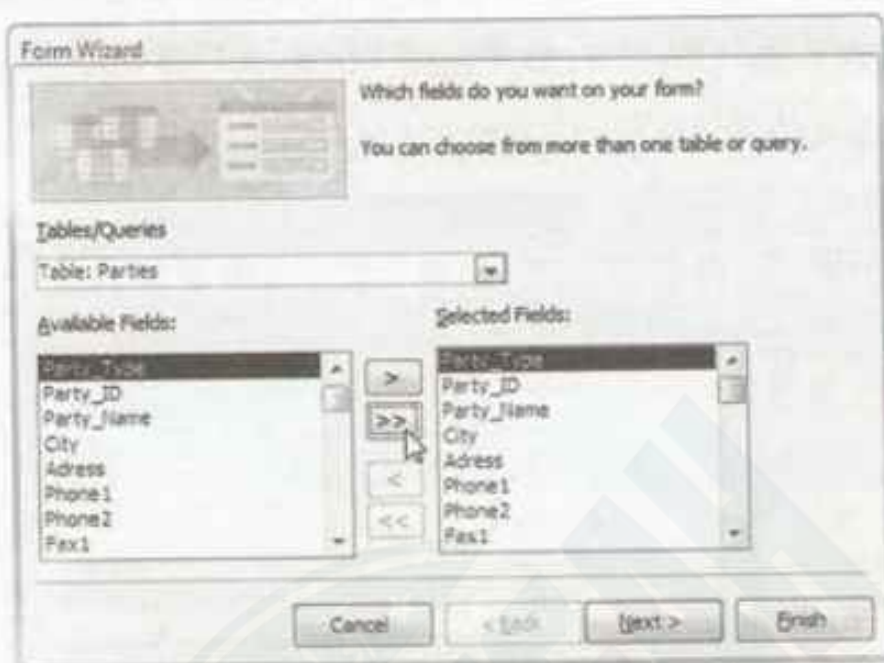 Form Wizard
Which fields do you want on your form?
You can choose from more than one table or query.
Tables/Queries
Table: Parties
Available Fields:
Party_Type
Party_ID
Party_Name
City
Adress
Phone1
Phone2
Fax1
>
>>
<
<<
Selected Fields:
Party_Type
Party_ID
Party_Name
City
Adress
Phone1
Phone2
Fax1
Cancel
< Back
Next >
Finish